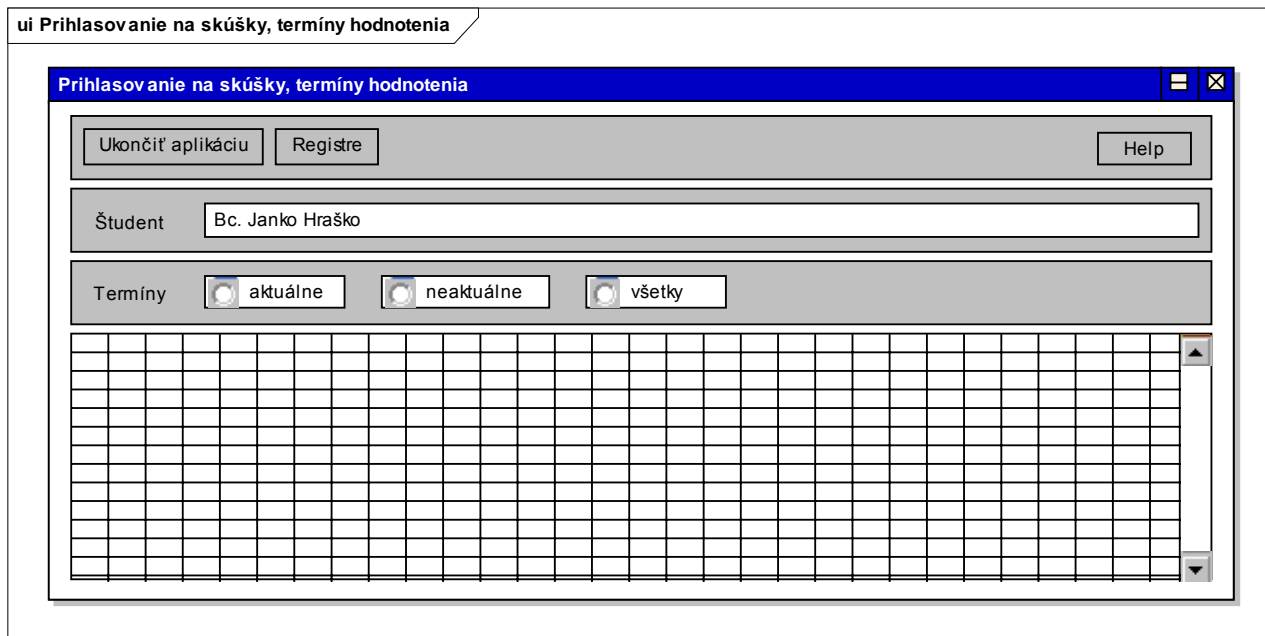 ui Prihlasovanie na skúšky, termíny hodnotenia
Prihlasovanie na skúšky, termíny hodnotenia
Ukončiť aplikáciu Registre Help
Študent Bc. Janko Hraško
Termíny aktuálne neaktuálne všetky